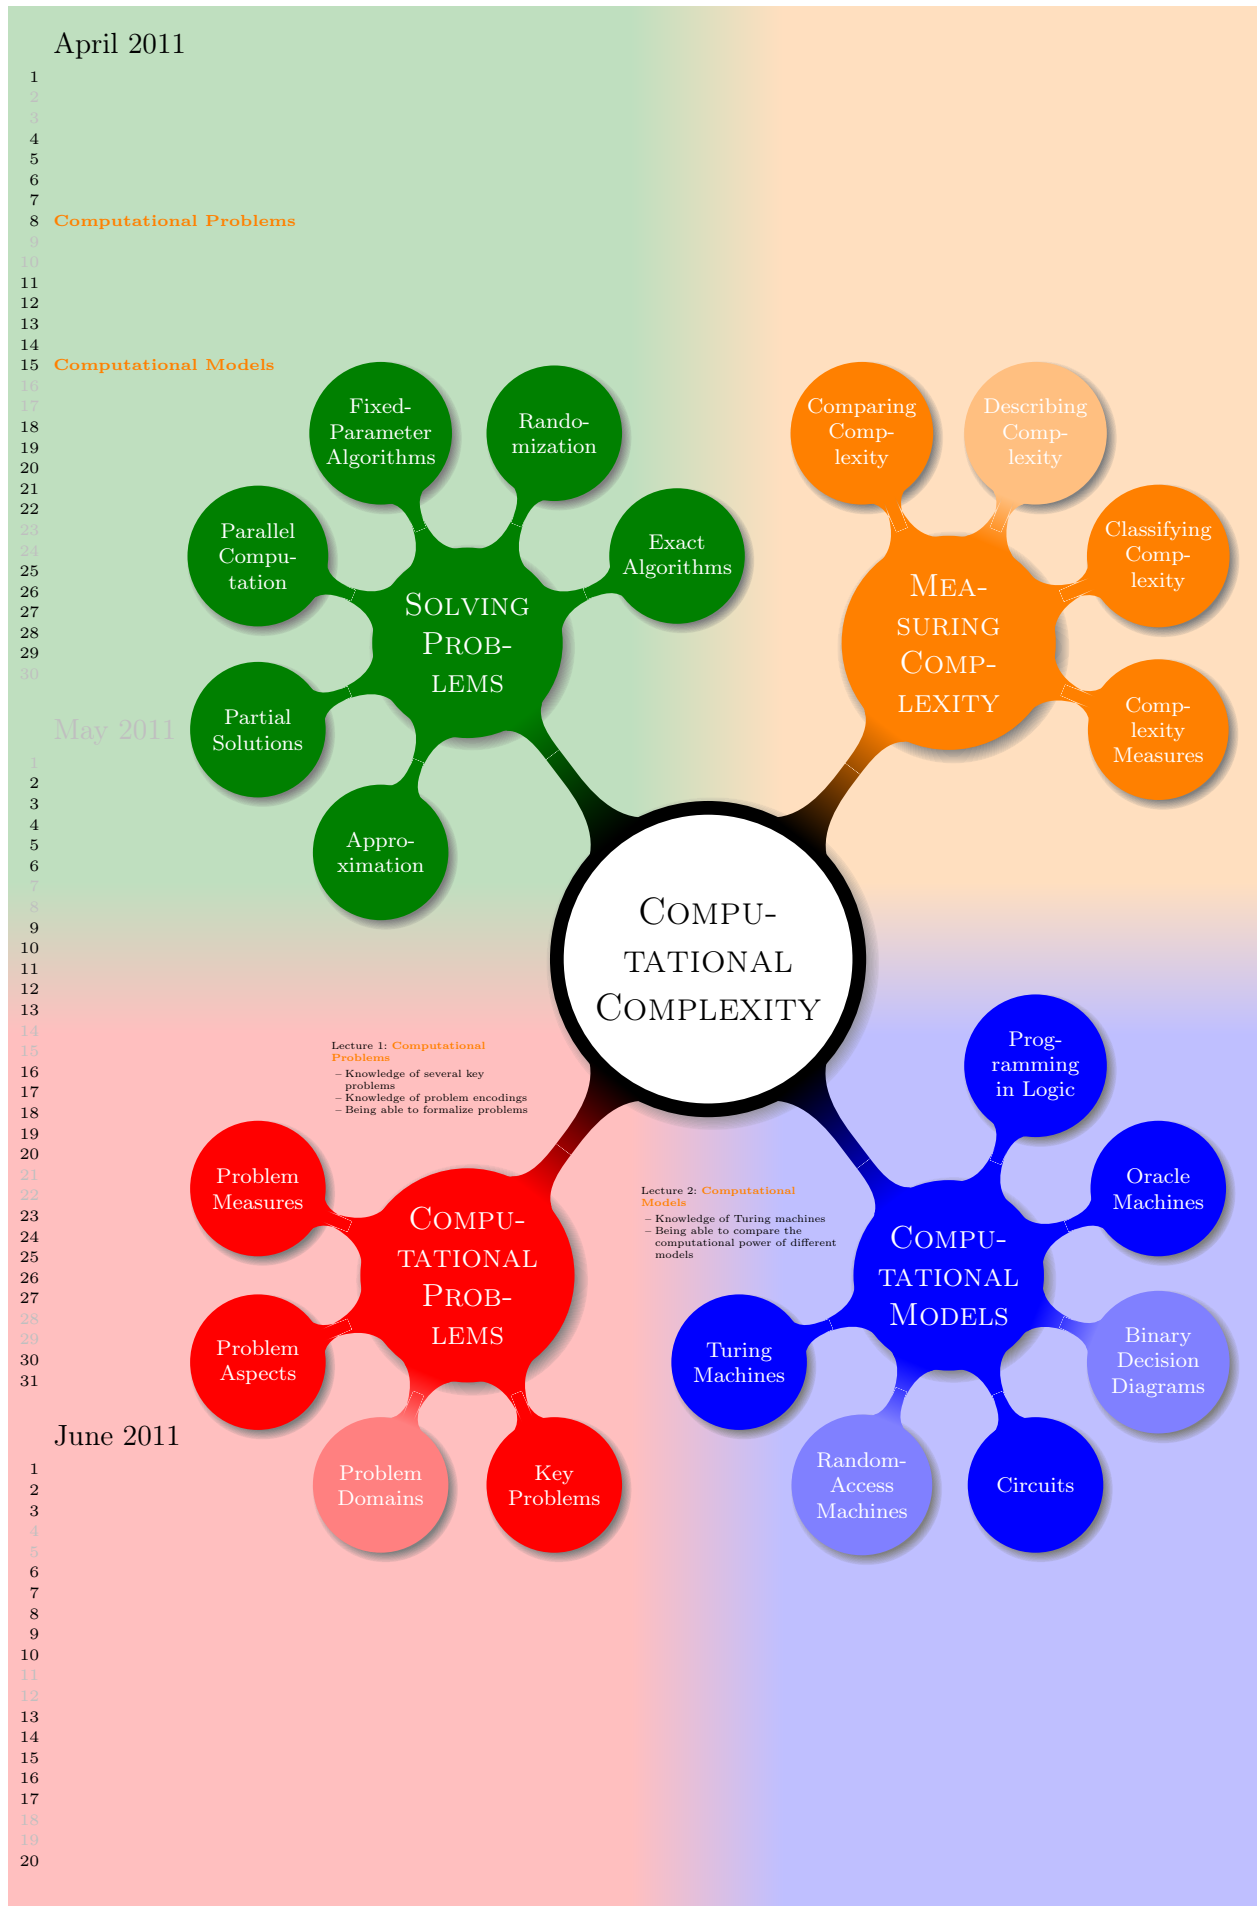 April 2011
1
2
3
4
5
6
7
8 Computational Problems
9
10
11
12
13
14
15 Computational Models
16
17
18
19
20
21
22
23
24
25
26
27
28
29
30
May 2011
1
2
3
4
5
6
7
8
9
10
11
12
13
14
15
16
17
18
19
20
21
22
23
24
25
26
27
28
29
30
31
June 2011
1
2
3
4
5
6
7
8
9
10
11
12
13
14
15
16
17
18
19
20
Compu-
tational
Complexity
Solving
Prob-
lems
Fixed-
Parameter
Algorithms
Rando-
mization
Exact
Algorithms
Parallel
Compu-
tation
Partial
Solutions
Appro-
ximation
Mea-
suring
Comp-
lexity
Comparing
Comp-
lexity
Describing
Comp-
lexity
Classifying
Comp-
lexity
Comp-
lexity
Measures
Lecture 1: Computational
Problems
– Knowledge of several key
problems
– Knowledge of problem encodings
– Being able to formalize problems
Compu-
tational
Prob-
lems
Problem
Measures
Problem
Aspects
Problem
Domains
Key
Problems
Lecture 2: Computational
Models
– Knowledge of Turing machines
– Being able to compare the
computational power of different
models
Compu-
tational
Models
Prog-
ramming
in Logic
Oracle
Machines
Binary
Decision
Diagrams
Circuits
Random-
Access
Machines
Turing
Machines